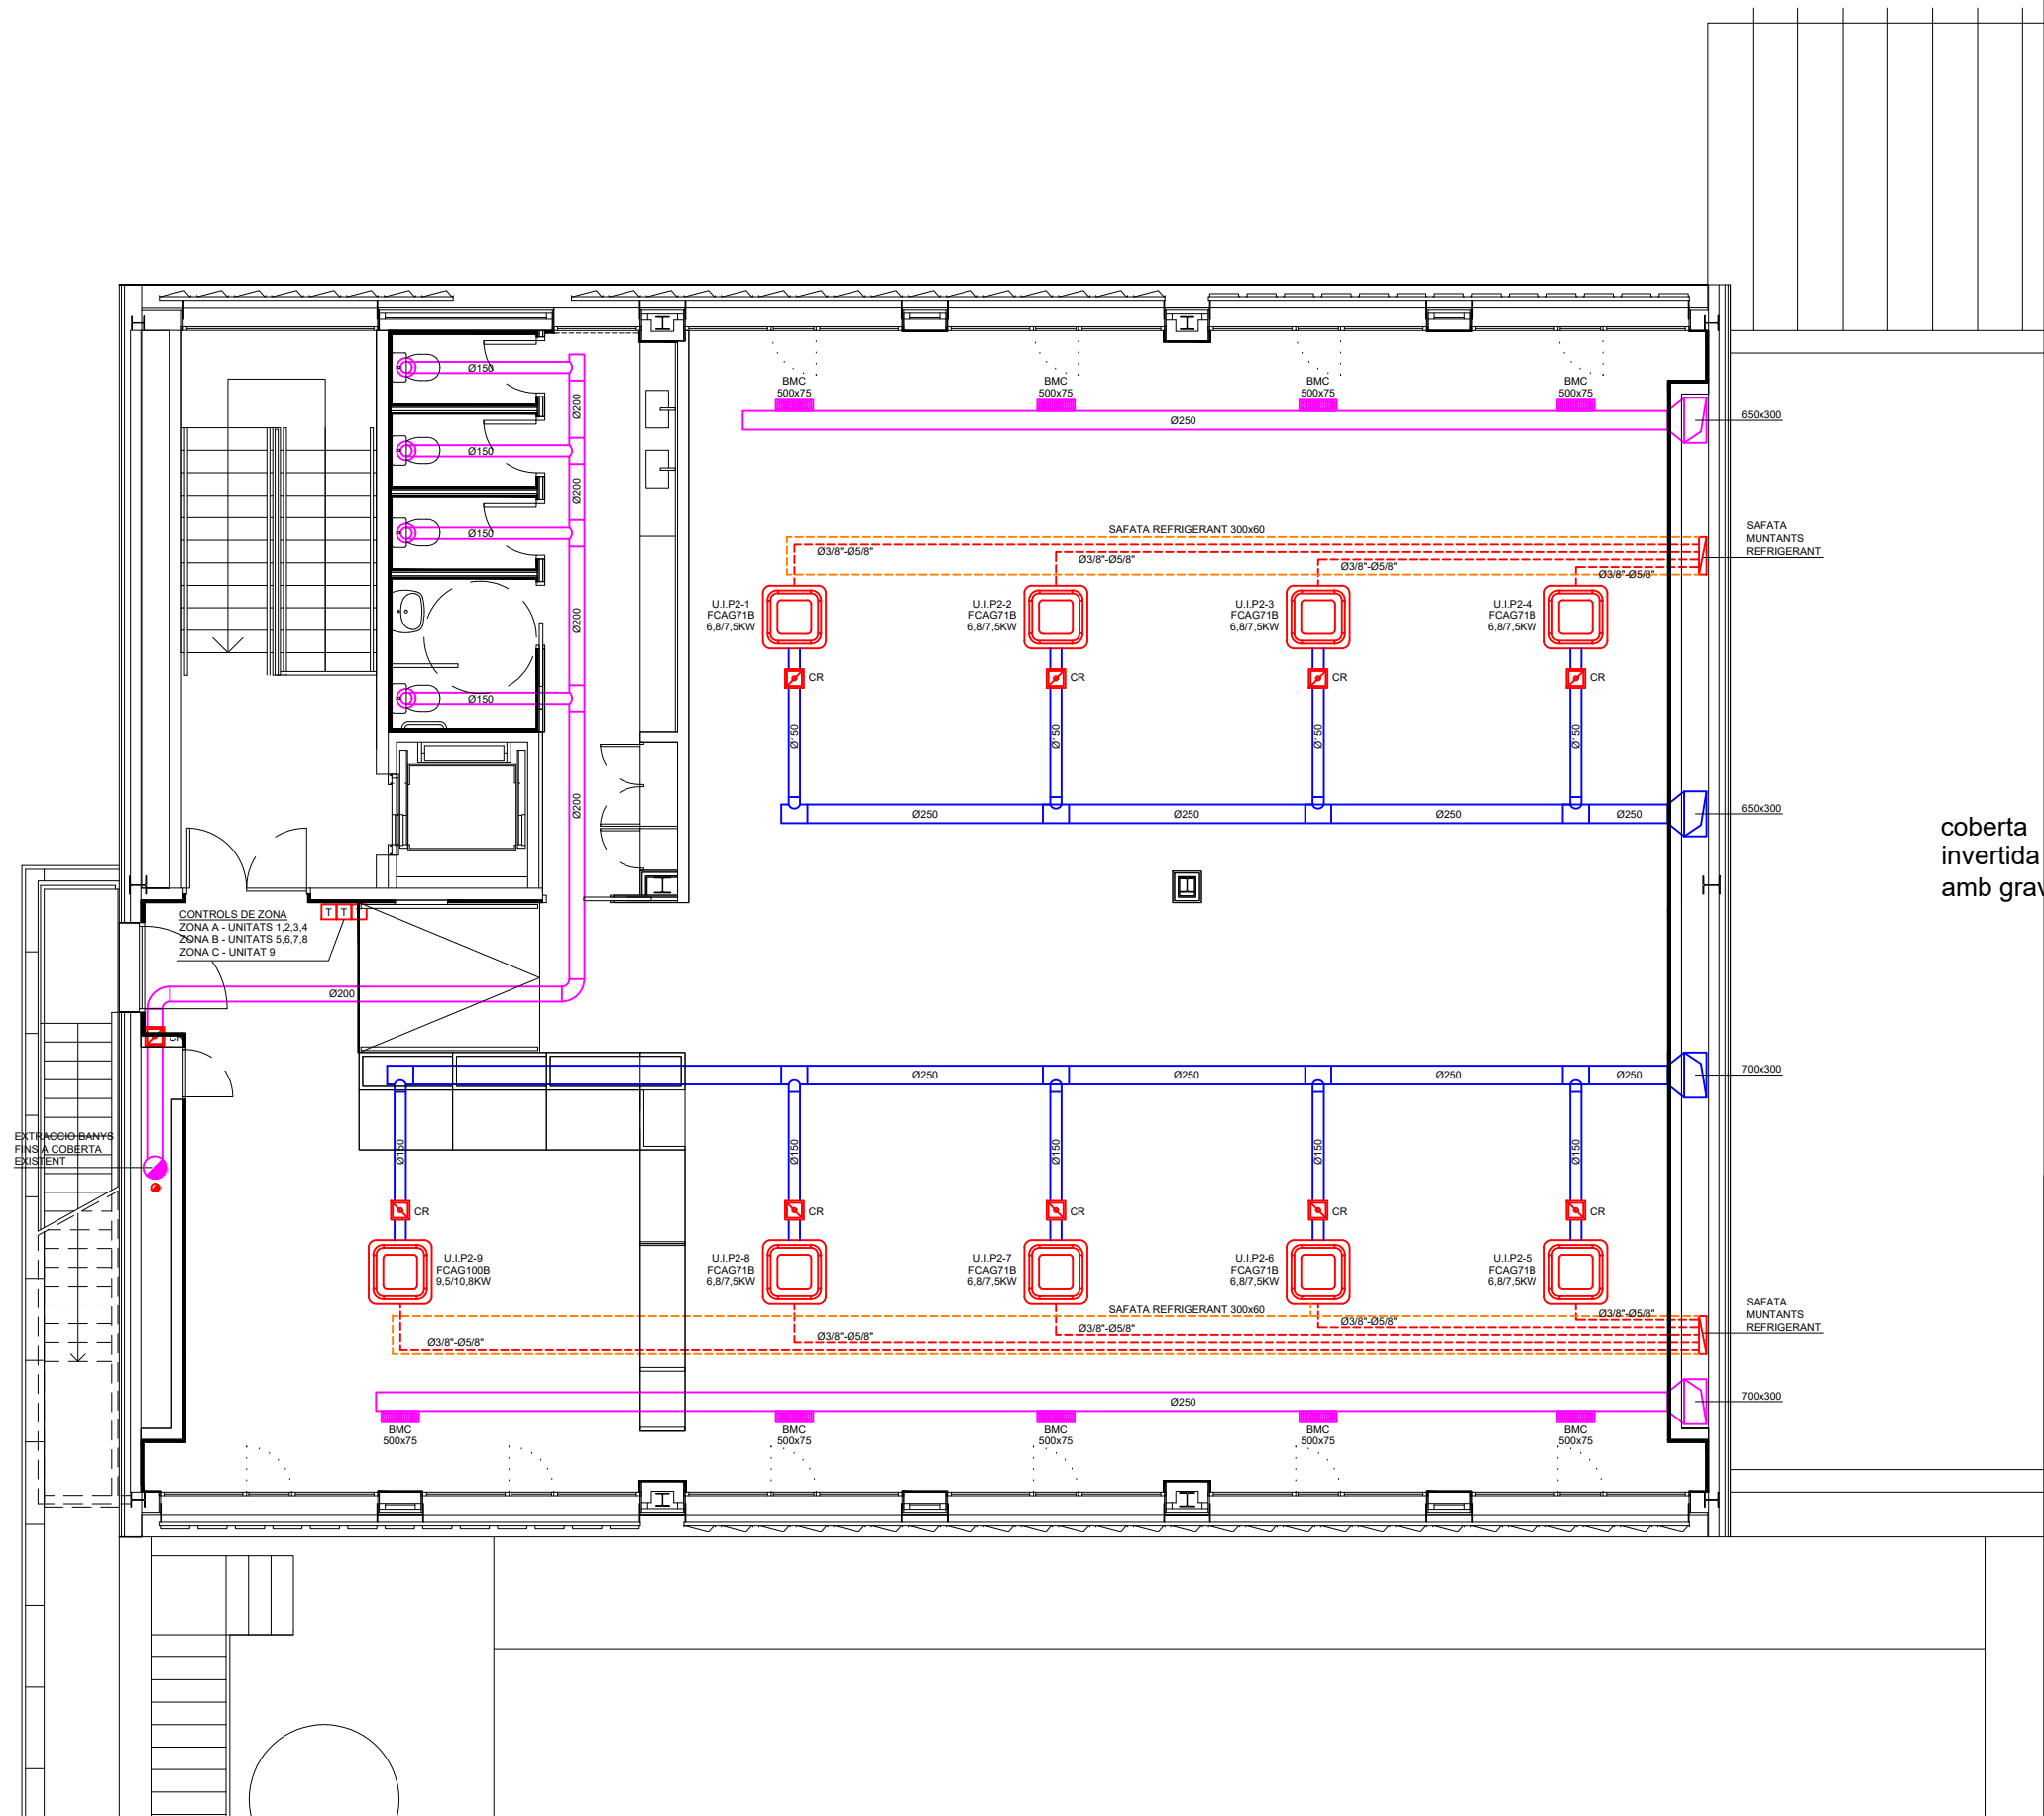 Ø150
Ø200
Ø150
Ø200
Ø150
Ø200
Ø150
Ø200
BMC
500x75
BMC
500x75
BMC
500x75
BMC
500x75
Ø250
650x300
SAFATA REFRIGERANT 300x60
Ø3/8"-Ø5/8"
Ø3/8"-Ø5/8"
Ø3/8"-Ø5/8"
Ø3/8"-Ø5/8"
SAFATA
MUNTANTS
REFRIGERANT
U.I.P2-1
FCAG71B
6,8/7,5KW
U.I.P2-2
FCAG71B
6,8/7,5KW
U.I.P2-3
FCAG71B
6,8/7,5KW
U.I.P2-4
FCAG71B
6,8/7,5KW
CR
CR
CR
CR
Ø150
Ø150
Ø150
Ø150
Ø250
Ø250
Ø250
Ø250
650x300
coberta
invertida
amb grav
CONTROLS DE ZONA
ZONA A - UNITATS 1,2,3,4
ZONA B - UNITATS 5,6,7,8
ZONA C - UNITAT 9
T
T
Ø200
CR
EXTRACCIO BANYS
FINS A COBERTA
EXISTENT
Ø250
Ø250
Ø250
Ø250
700x300
Ø150
Ø150
Ø150
Ø150
Ø150
CR
CR
CR
CR
CR
U.I.P2-9
FCAG100B
9,5/10,8KW
U.I.P2-8
FCAG71B
6,8/7,5KW
U.I.P2-7
FCAG71B
6,8/7,5KW
U.I.P2-6
FCAG71B
6,8/7,5KW
U.I.P2-5
FCAG71B
6,8/7,5KW
SAFATA REFRIGERANT 300x60
Ø3/8"-Ø5/8"
Ø3/8"-Ø5/8"
Ø3/8"-Ø5/8"
Ø3/8"-Ø5/8"
Ø3/8"-Ø5/8"
SAFATA
MUNTANTS
REFRIGERANT
Ø250
700x300
BMC
500x75
BMC
500x75
BMC
500x75
BMC
500x75
BMC
500x75